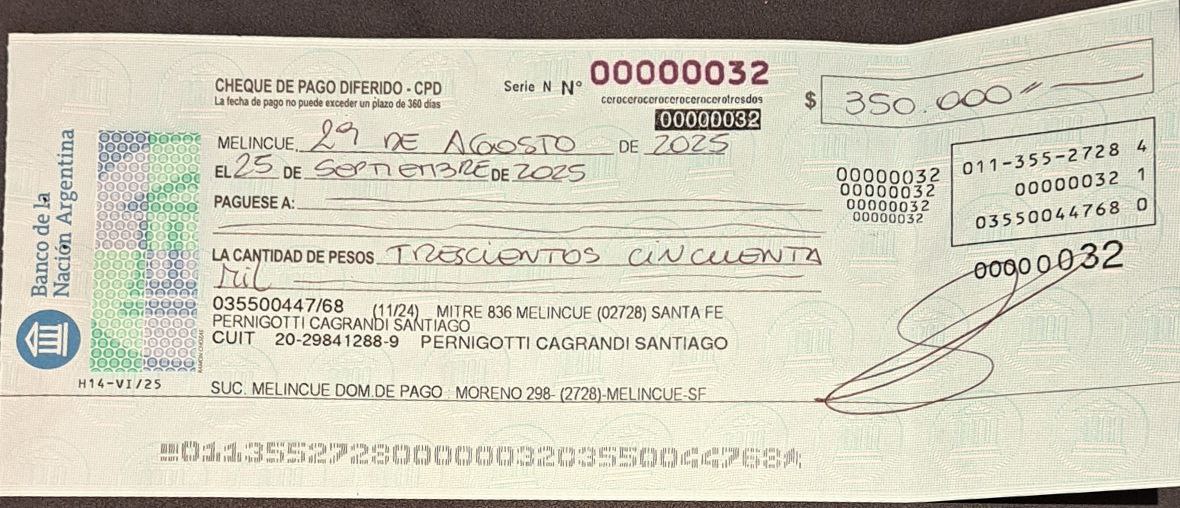 Banco de la
Nación Argentina
H14-VI/25
CHEQUE DE PAGO DIFERIDO - CPD
La fecha de pago no puede exceder un plazo de 360 días
Serie N Nº 00000032
cerocerocerocerocerocerotresdos
00000032
$ 350.000
MELINCUE, 29 DE AGOSTO DE 2025
EL 25 DE SEPTIEMBRE DE 2025
PAGUESE A:
LA CANTIDAD DE PESOS TRESCIENTOS CINCUENTA
MIL
00000032
00000032
00000032
00000032
011-355-2728 4
00000032 1
03550044768 0
00000032
035500447/68 (11/24) MITRE 836 MELINCUE (02728) SANTA FE
PERNIGOTTI CAGRANDI SANTIAGO
CUIT 20-29841288-9 PERNIGOTTI CAGRANDI SANTIAGO
SUC. MELINCUE DOM.DE PAGO : MORENO 298- (2728)-MELINCUE-SF
01135527280000003203550044768